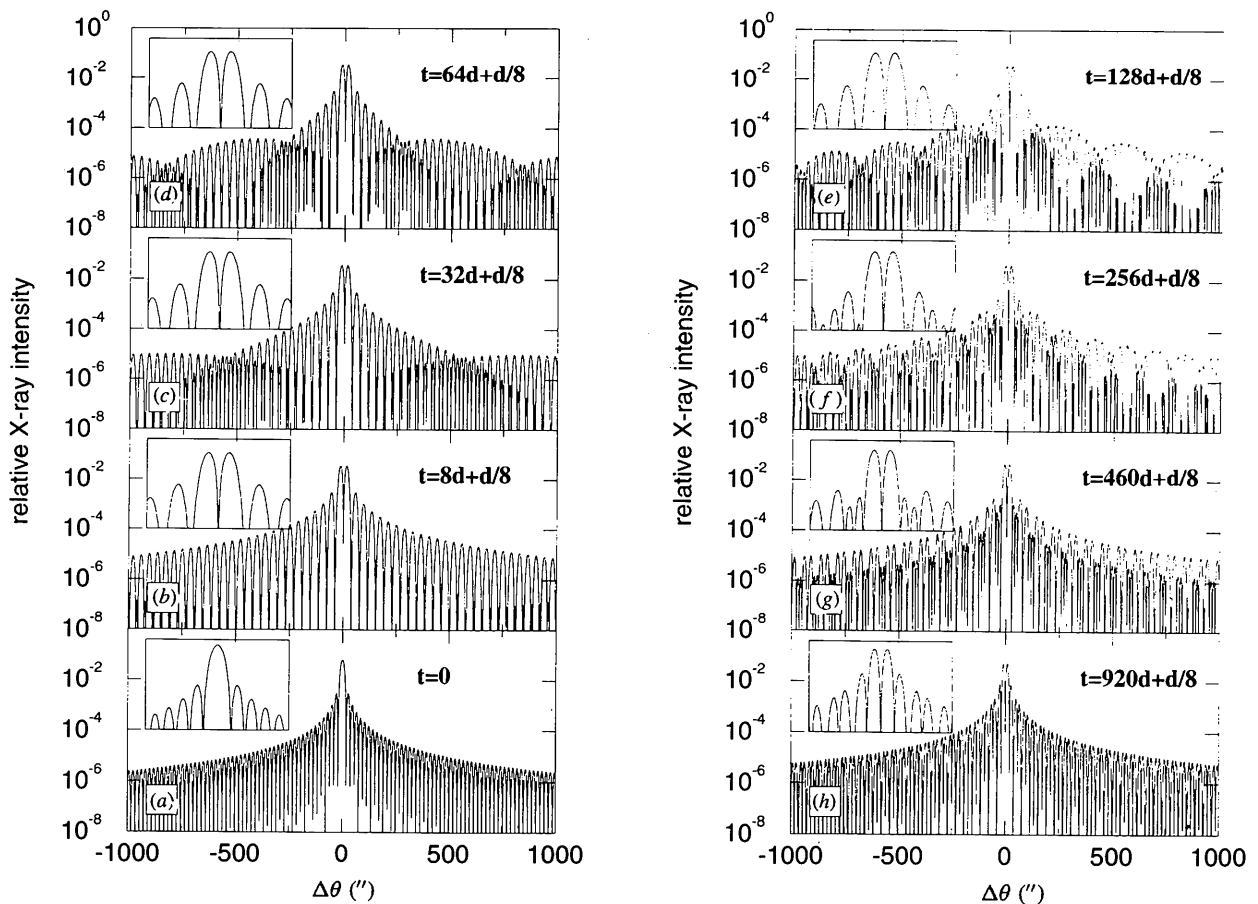 relative X-ray intensity
10⁰
10⁻²
10⁻⁴
10⁻⁶
10⁻⁸
t=64d+d/8
(d)
10⁻²
10⁻⁴
10⁻⁶
10⁻⁸
t=32d+d/8
(c)
10⁻²
10⁻⁴
10⁻⁶
10⁻⁸
t=8d+d/8
(b)
10⁻²
10⁻⁴
10⁻⁶
10⁻⁸
t=0
(a)
-1000 -500 0 500 1000
Δθ (″)
relative X-ray intensity
10⁰
10⁻²
10⁻⁴
10⁻⁶
10⁻⁸
t=128d+d/8
(e)
10⁻²
10⁻⁴
10⁻⁶
10⁻⁸
t=256d+d/8
(f)
10⁻²
10⁻⁴
10⁻⁶
10⁻⁸
t=460d+d/8
(g)
10⁻²
10⁻⁴
10⁻⁶
10⁻⁸
t=920d+d/8
(h)
-1000 -500 0 500 1000
Δθ (″)